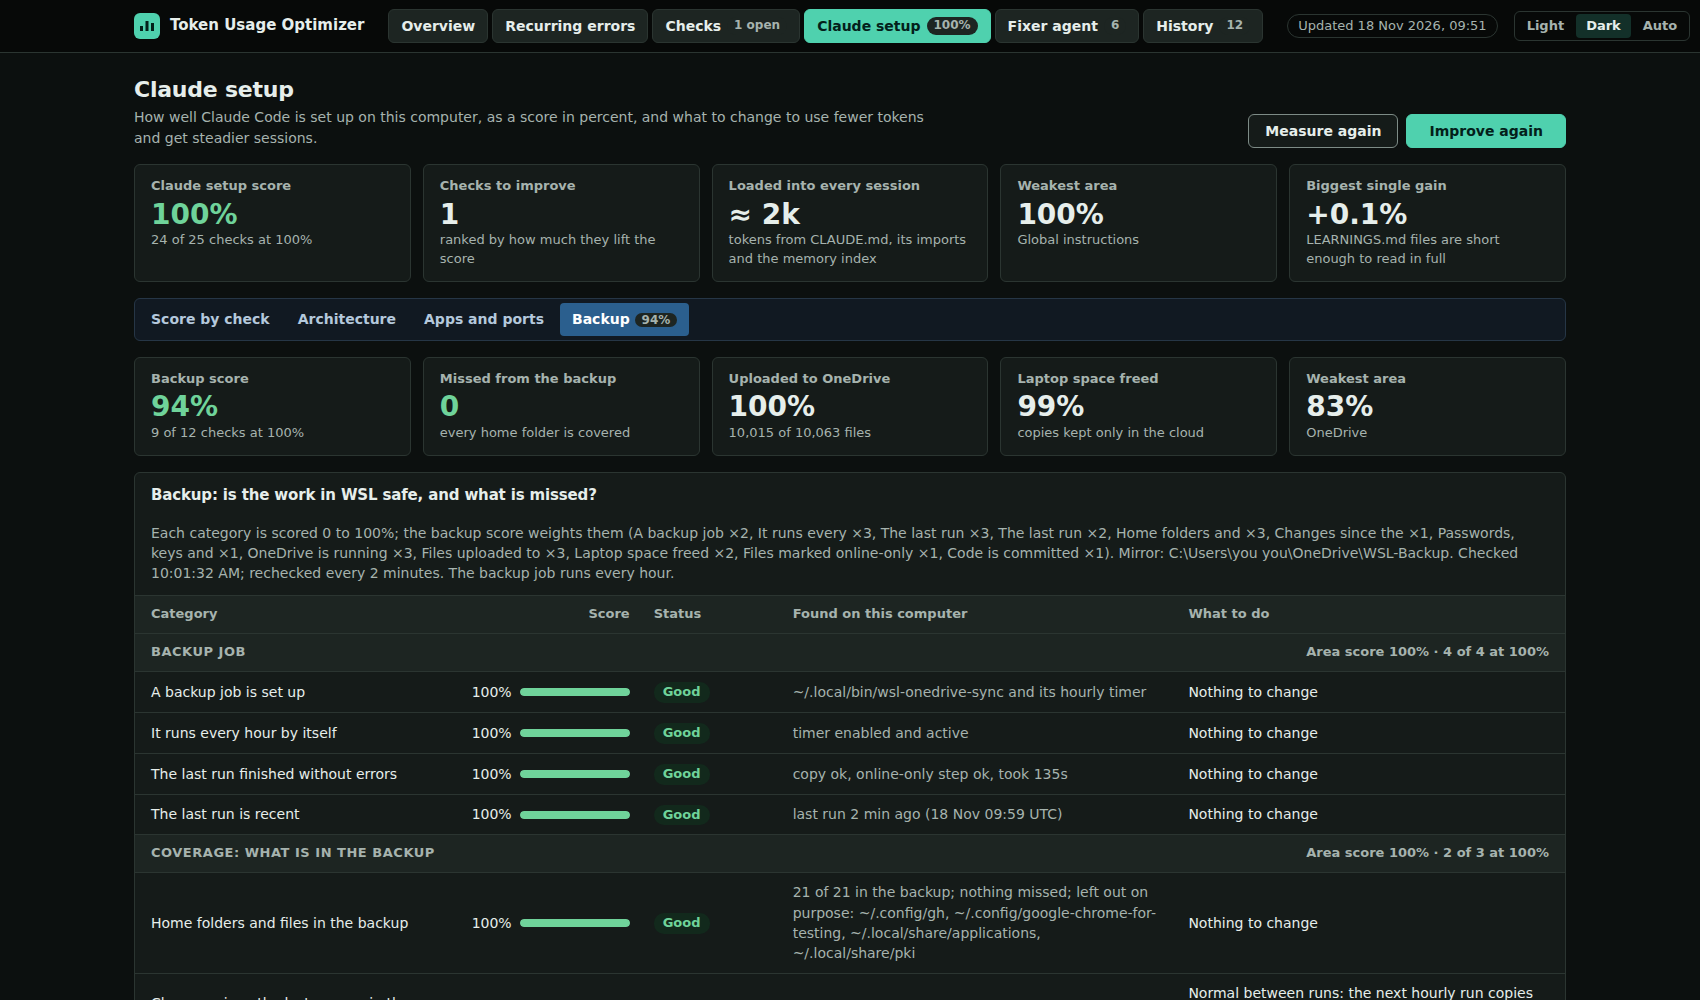 Token Usage Optimizer
Overview
Recurring errors
Checks 1 open
Claude setup 100%
Fixer agent 6
History 12
Updated 18 Nov 2026, 09:51
Light
Dark
Auto
Claude setup
How well Claude Code is set up on this computer, as a score in percent, and what to change to use fewer tokens
and get steadier sessions.
Measure again
Improve again
Claude setup score
100%
24 of 25 checks at 100%
Checks to improve
1
ranked by how much they lift the
score
Loaded into every session
≈ 2k
tokens from CLAUDE.md, its imports
and the memory index
Weakest area
100%
Global instructions
Biggest single gain
+0.1%
LEARNINGS.md files are short
enough to read in full
Score by check
Architecture
Apps and ports
Backup 94%
Backup score
94%
9 of 12 checks at 100%
Missed from the backup
0
every home folder is covered
Uploaded to OneDrive
100%
10,015 of 10,063 files
Laptop space freed
99%
copies kept only in the cloud
Weakest area
83%
OneDrive
Backup: is the work in WSL safe, and what is missed?
Each category is scored 0 to 100%; the backup score weights them (A backup job ×2, It runs every ×3, The last run ×3, The last run ×2, Home folders and ×3, Changes since the ×1, Passwords,
keys and ×1, OneDrive is running ×3, Files uploaded to ×3, Laptop space freed ×2, Files marked online-only ×1, Code is committed ×1). Mirror: C:\Users\you you\OneDrive\WSL-Backup. Checked
10:01:32 AM; rechecked every 2 minutes. The backup job runs every hour.
Category Score Status Found on this computer What to do
BACKUP JOB Area score 100% · 4 of 4 at 100%
A backup job is set up 100% Good ~/.local/bin/wsl-onedrive-sync and its hourly timer Nothing to change
It runs every hour by itself 100% Good timer enabled and active Nothing to change
The last run finished without errors 100% Good copy ok, online-only step ok, took 135s Nothing to change
The last run is recent 100% Good last run 2 min ago (18 Nov 09:59 UTC) Nothing to change
COVERAGE: WHAT IS IN THE BACKUP Area score 100% · 2 of 3 at 100%
Home folders and files in the backup 100% Good 21 of 21 in the backup; nothing missed; left out on
purpose: ~/.config/gh, ~/.config/google-chrome-for-
testing, ~/.local/share/applications,
~/.local/share/pki
Nothing to change
Normal between runs: the next hourly run copies